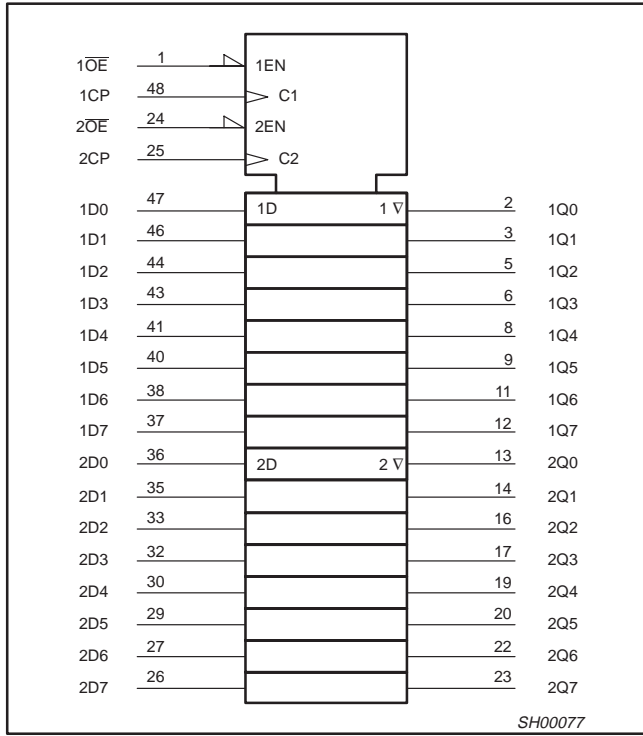 1O̅E̅ 1 1EN
1CP 48 C1
2O̅E̅ 24 2EN
2CP 25 C2
1D0 47 1D 1 ∇ 2 1Q0
1D1 46 3 1Q1
1D2 44 5 1Q2
1D3 43 6 1Q3
1D4 41 8 1Q4
1D5 40 9 1Q5
1D6 38 11 1Q6
1D7 37 12 1Q7
2D0 36 2D 2 ∇ 13 2Q0
2D1 35 14 2Q1
2D2 33 16 2Q2
2D3 32 17 2Q3
2D4 30 19 2Q4
2D5 29 20 2Q5
2D6 27 22 2Q6
2D7 26 23 2Q7
SH00077